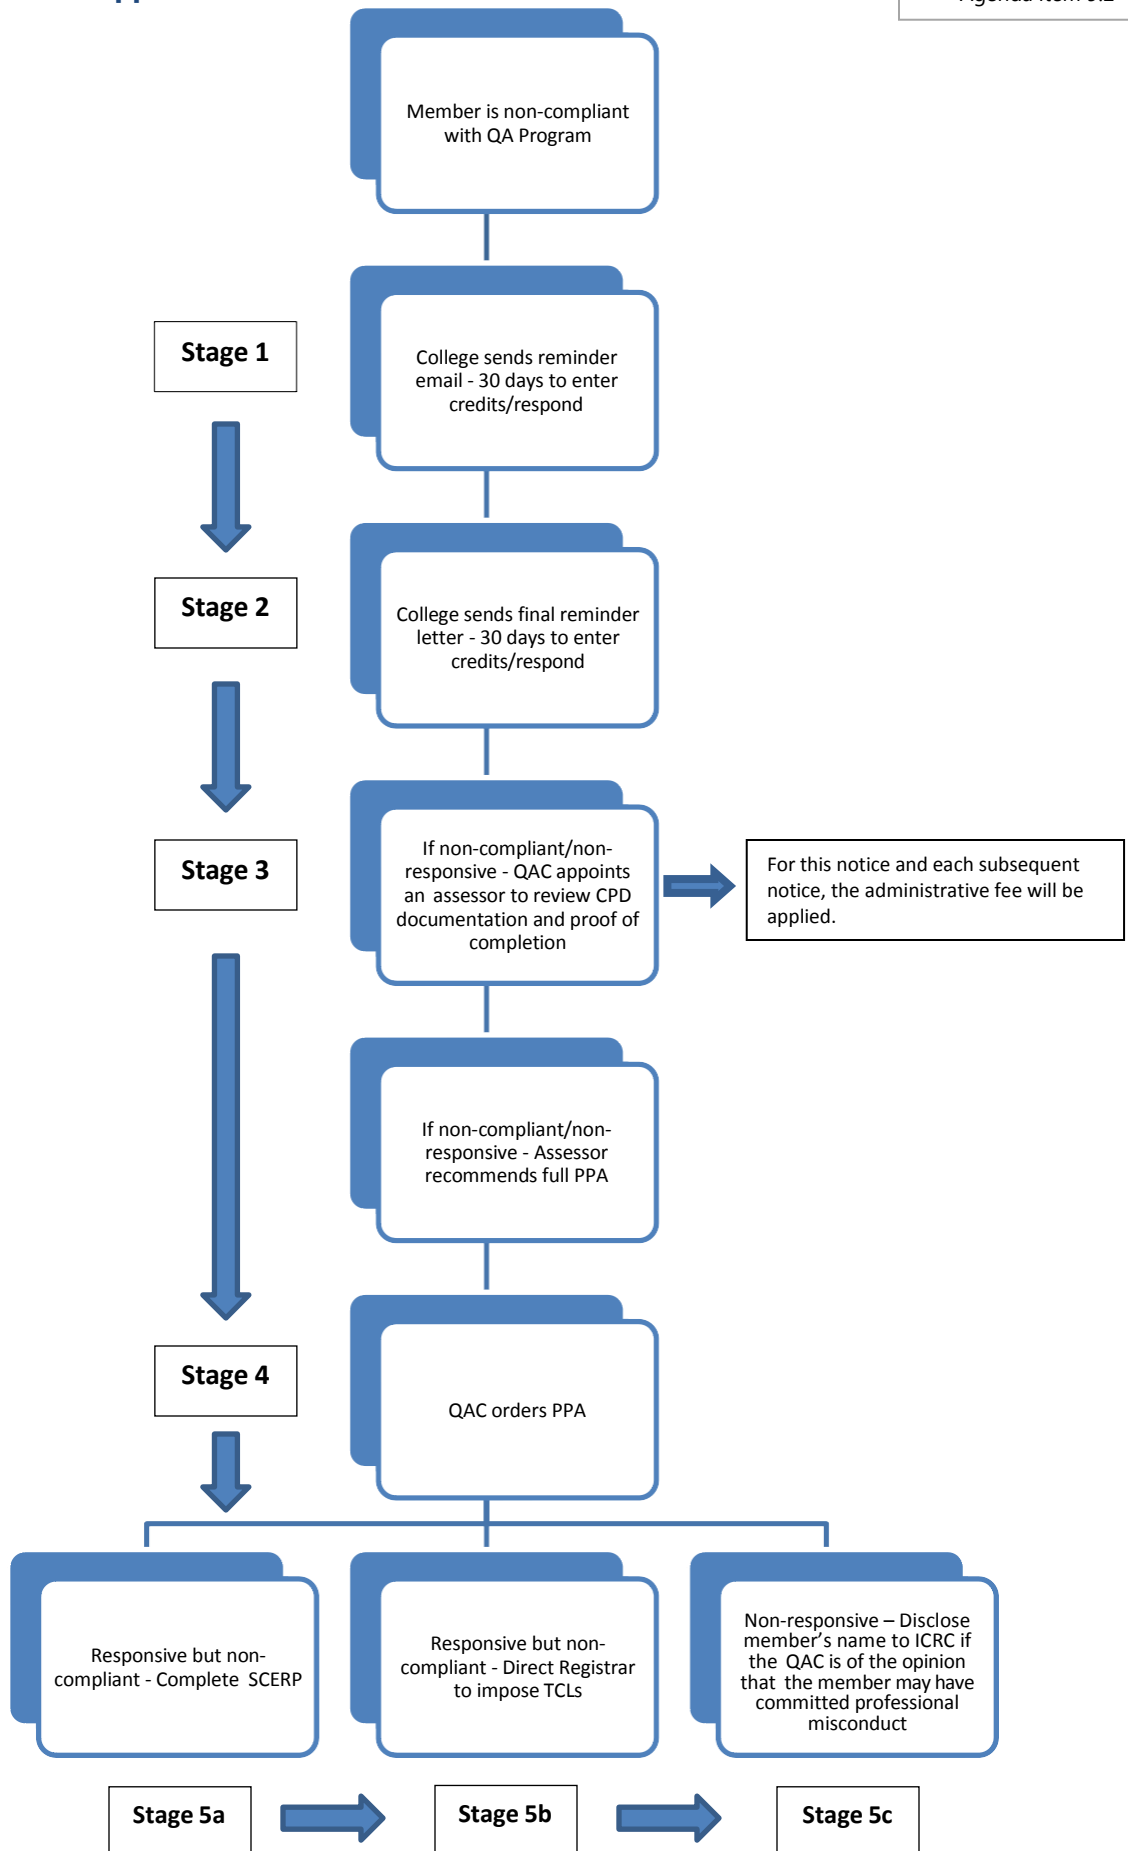 Member is non-compliant
with QA Program
Stage 1
College sends reminder
email - 30 days to enter
credits/respond
Stage 2
College sends final reminder
letter - 30 days to enter
credits/respond
Stage 3
If non-compliant/non-
responsive - QAC appoints
an assessor to review CPD
documentation and proof of
completion
For this notice and each subsequent
notice, the administrative fee will be
applied.
If non-compliant/non-
responsive - Assessor
recommends full PPA
Stage 4
QAC orders PPA
Responsive but non-
compliant - Complete SCERP
Responsive but non-
compliant - Direct Registrar
to impose TCLs
Non-responsive – Disclose
member's name to ICRC if
the QAC is of the opinion
that the member may have
committed professional
misconduct
Stage 5a
Stage 5b
Stage 5c